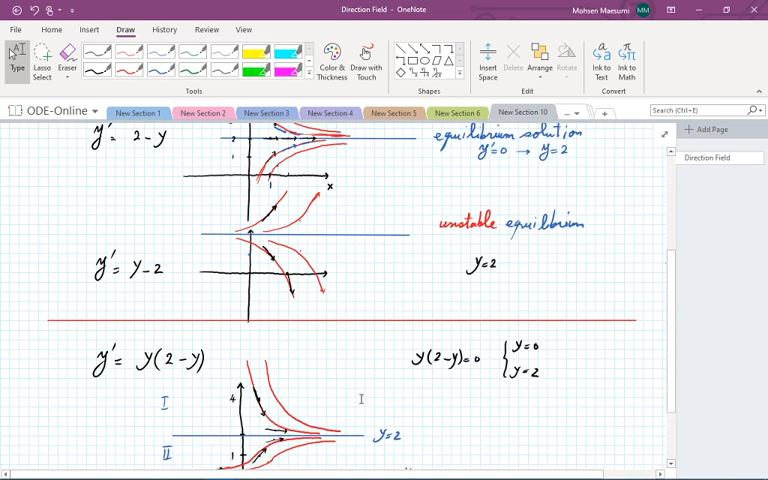 Direction Field - OneNote
Mohsen Maesumi MM
File Home Insert Draw History Review View
Type
Lasso Select
Eraser
Color & Thickness
Draw with Touch
Insert Space
Delete
Arrange
Rotate
Ink to Text
Ink to Math
Tools Shapes Edit Convert
ODE-Online New Section 1 New Section 2 New Section 3 New Section 4 New Section 5 New Section 6 New Section 10 Search (Ctrl+E)
Add Page
Direction Field
y' = 2 - y
2
1
1
x
equilibrium solution
y'=0 → y=2
unstable equilibrium
y' = y-2
y=2
y' = y(2-y)
y(2-y)=0
y=0
y=2
4
I
y=2
II
1